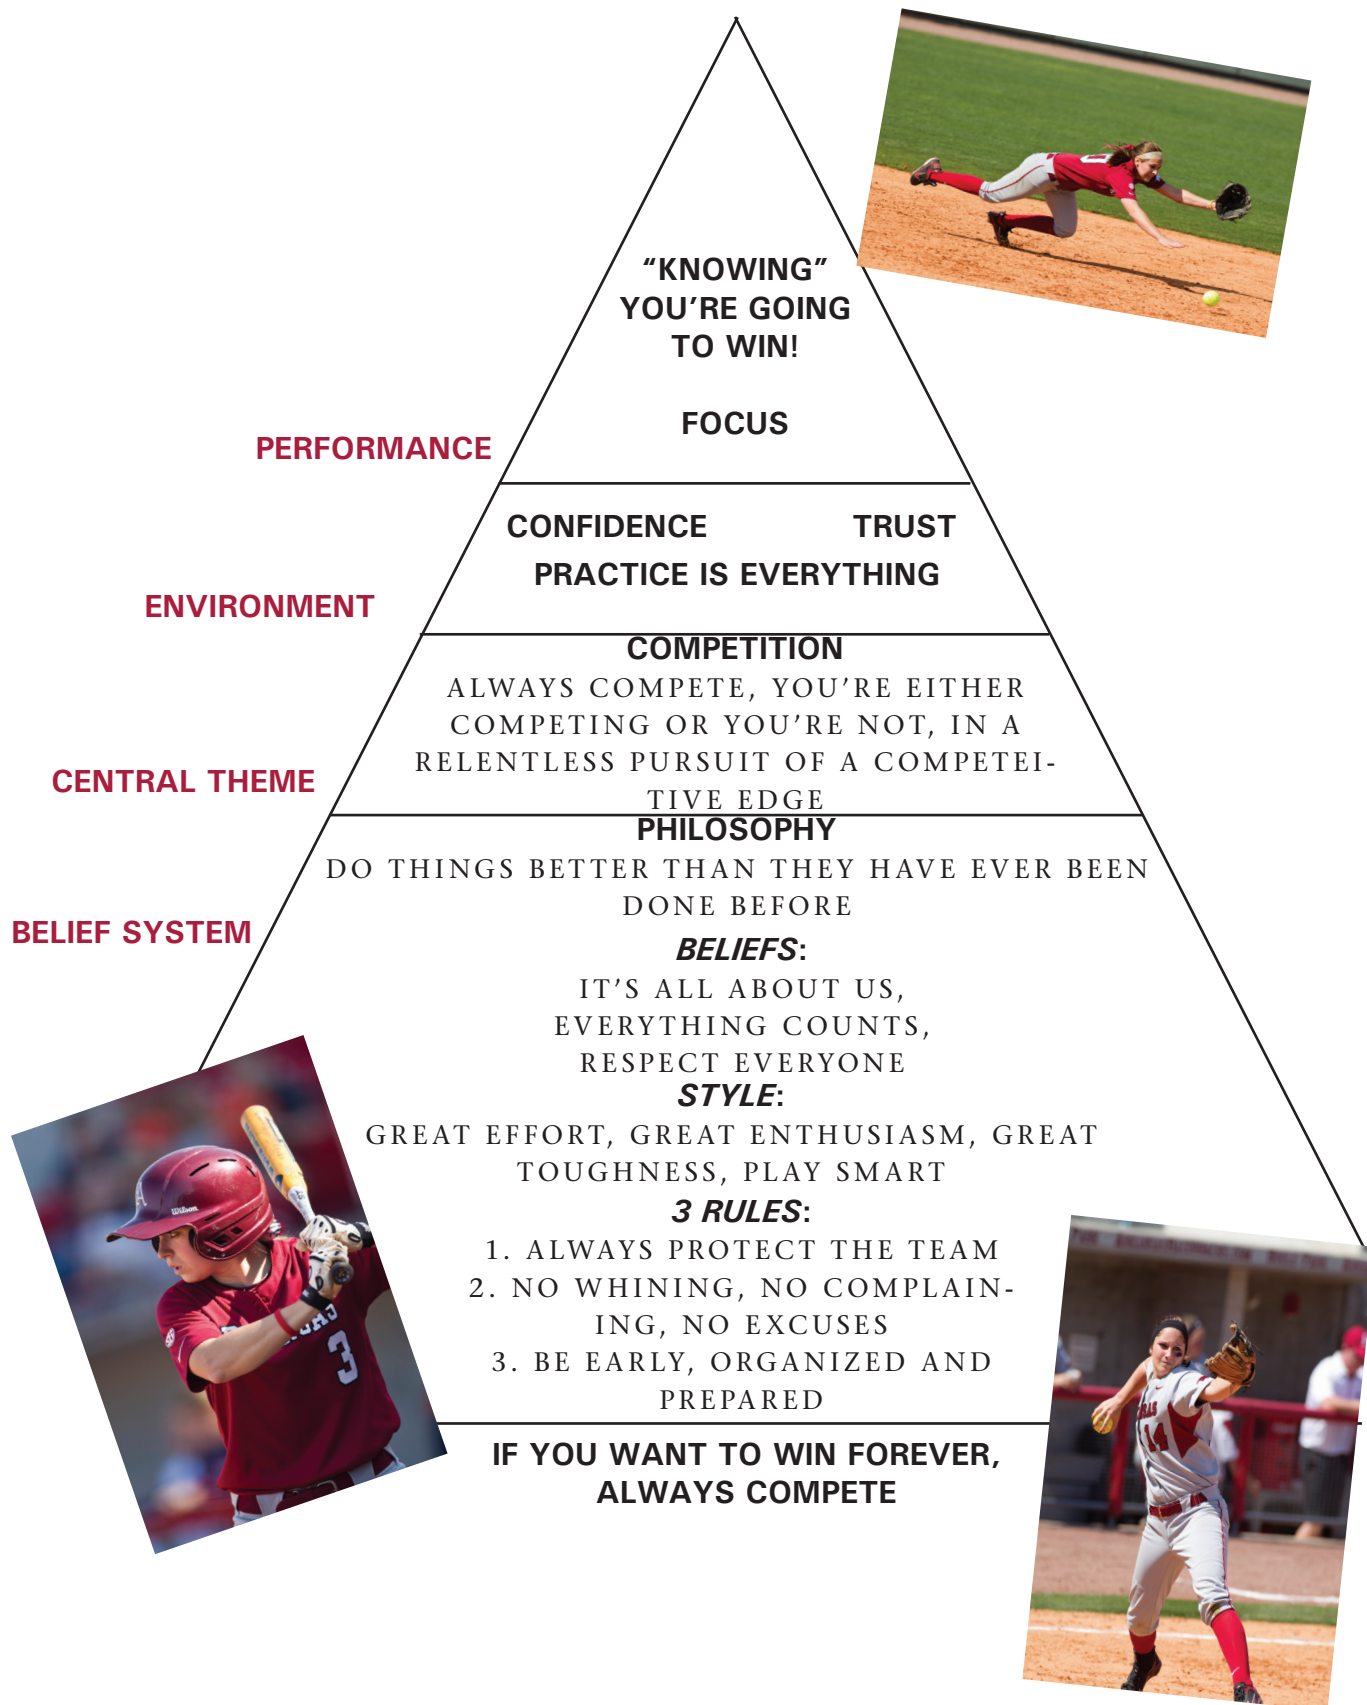 “KNOWING”
YOU’RE GOING
TO WIN!
FOCUS
PERFORMANCE
CONFIDENCE TRUST
PRACTICE IS EVERYTHING
ENVIRONMENT
COMPETITION
ALWAYS COMPETE, YOU’RE EITHER
COMPETING OR YOU’RE NOT, IN A
RELENTLESS PURSUIT OF A COMPETEI-
TIVE EDGE
CENTRAL THEME
PHILOSOPHY
DO THINGS BETTER THAN THEY HAVE EVER BEEN
DONE BEFORE
BELIEF SYSTEM
BELIEFS:
IT’S ALL ABOUT US,
EVERYTHING COUNTS,
RESPECT EVERYONE
STYLE:
GREAT EFFORT, GREAT ENTHUSIASM, GREAT
TOUGHNESS, PLAY SMART
3 RULES:
1. ALWAYS PROTECT THE TEAM
2. NO WHINING, NO COMPLAIN-
ING, NO EXCUSES
3. BE EARLY, ORGANIZED AND
PREPARED
IF YOU WANT TO WIN FOREVER,
ALWAYS COMPETE
A
Wilson
3
14